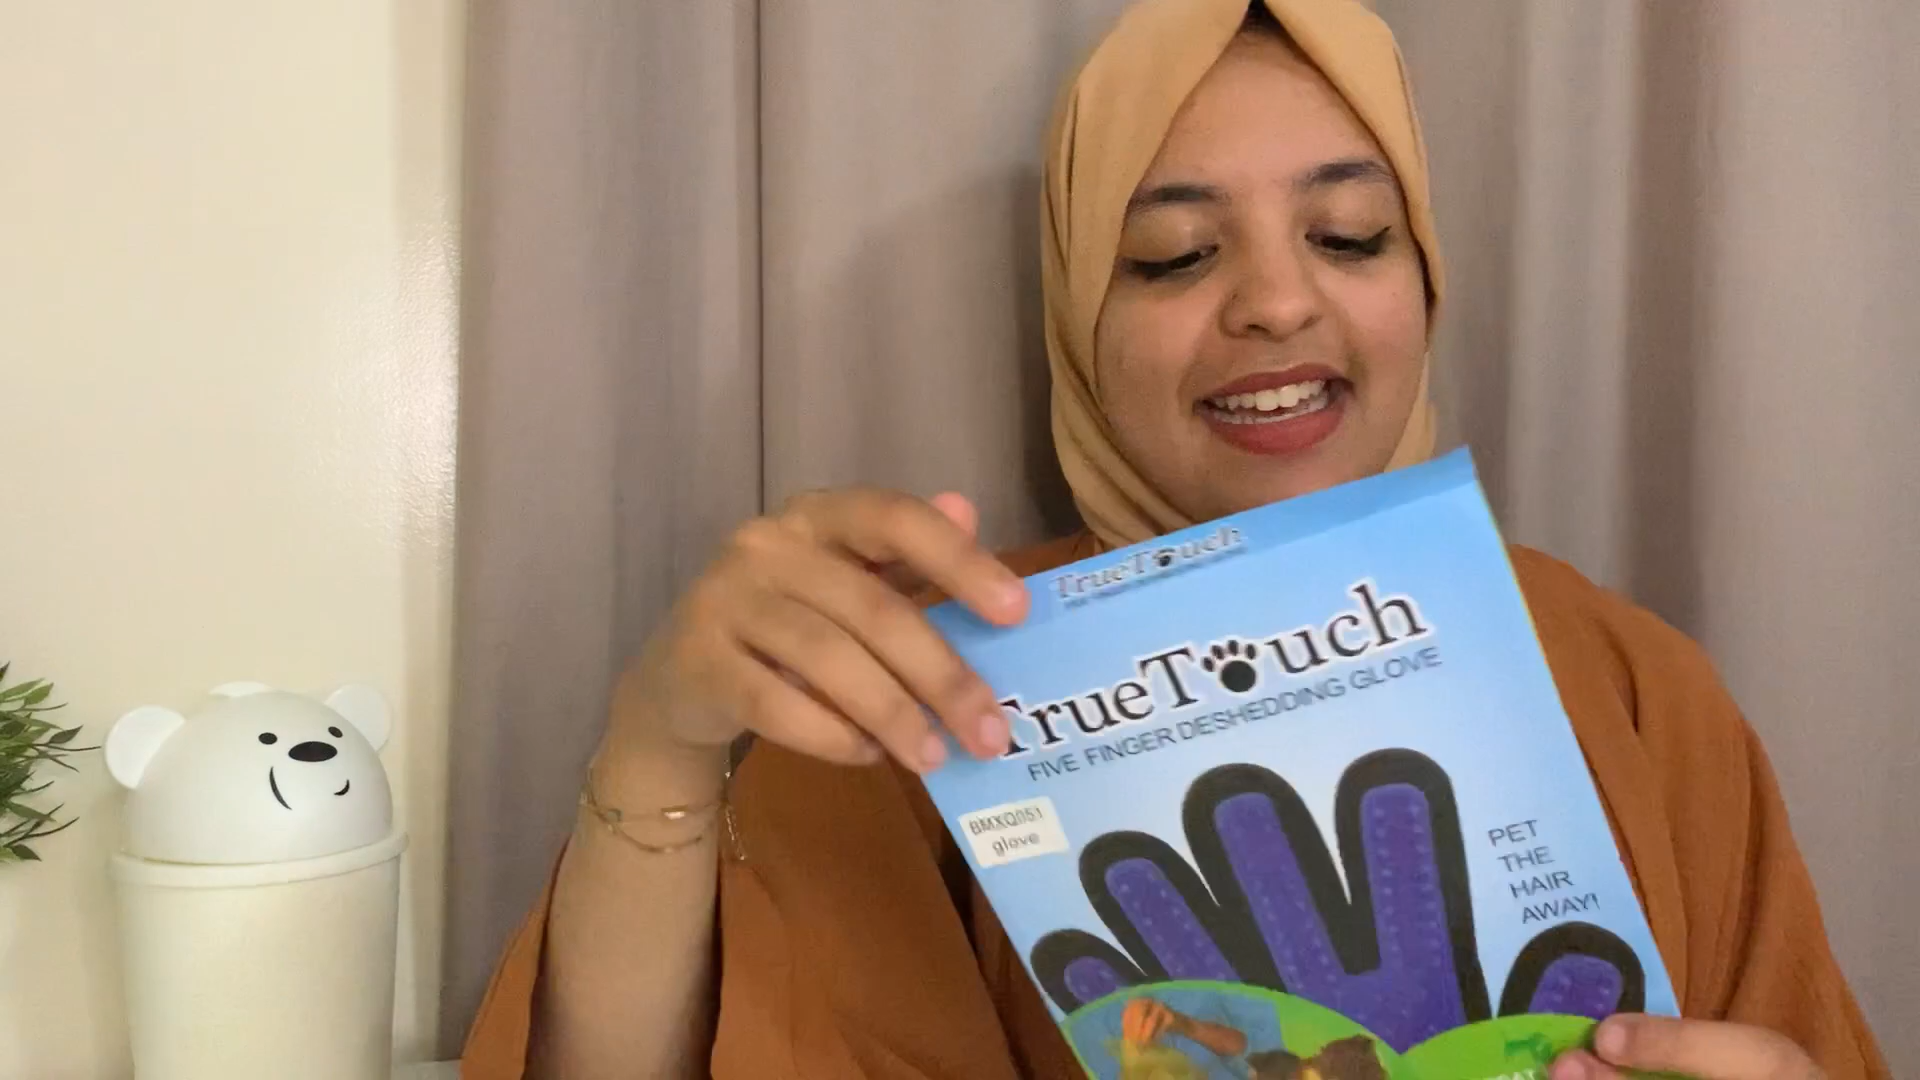 TrueTouch
TrueTouch
FIVE FINGER DESHEDDING GLOVE
BMXQ051
glove
PET
THE
HAIR
AWAY!